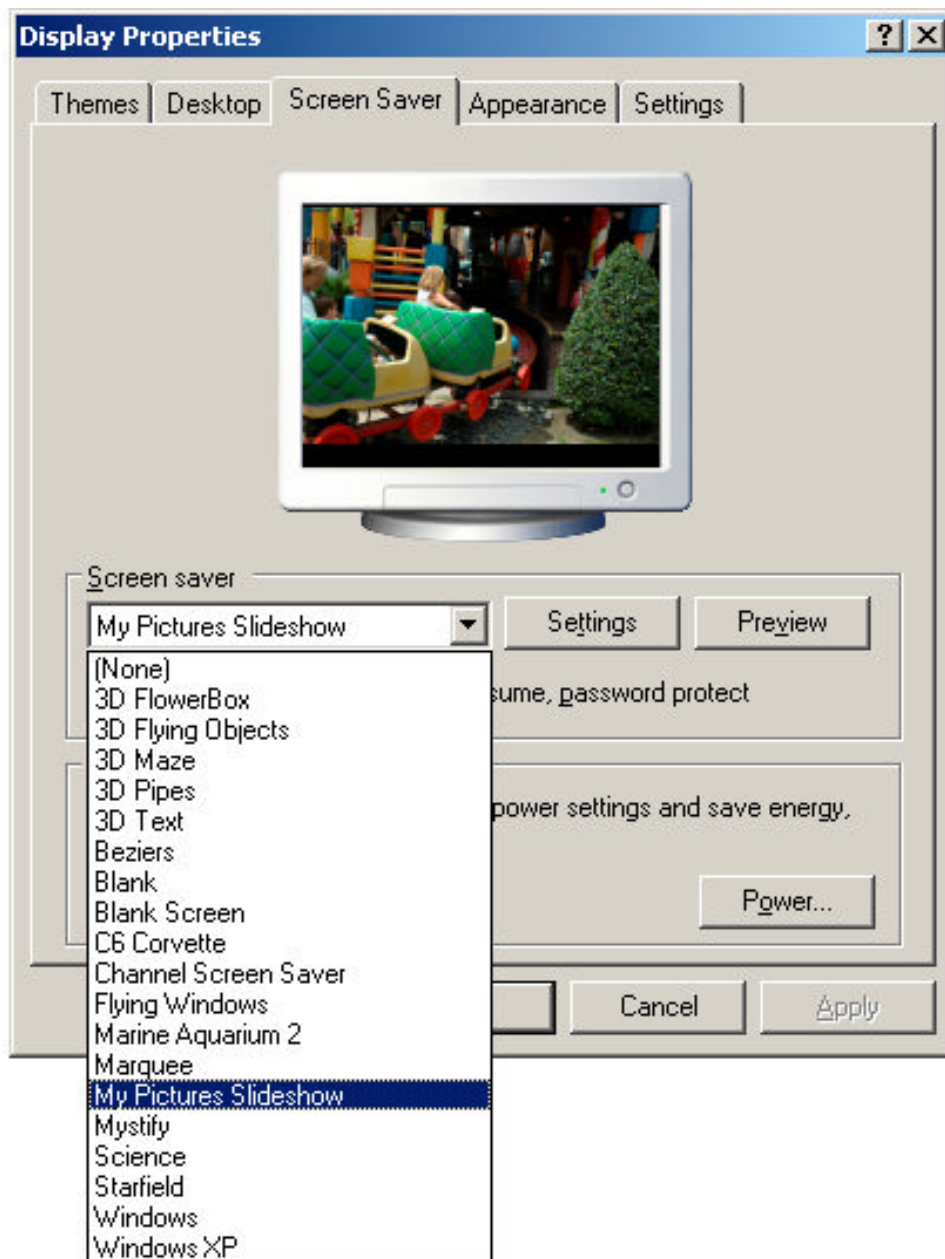 Display Properties
Themes Desktop Screen Saver Appearance Settings
Screen saver
My Pictures Slideshow Settings Preview
(None)
3D FlowerBox
3D Flying Objects
sume, password protect
3D Maze
3D Pipes
power settings and save energy,
3D Text
Beziers
Blank
Power...
Blank Screen
C6 Corvette
Channel Screen Saver
Flying Windows
Cancel Apply
Marine Aquarium 2
Marquee
My Pictures Slideshow
Mystify
Science
Starfield
Windows
Windows XP